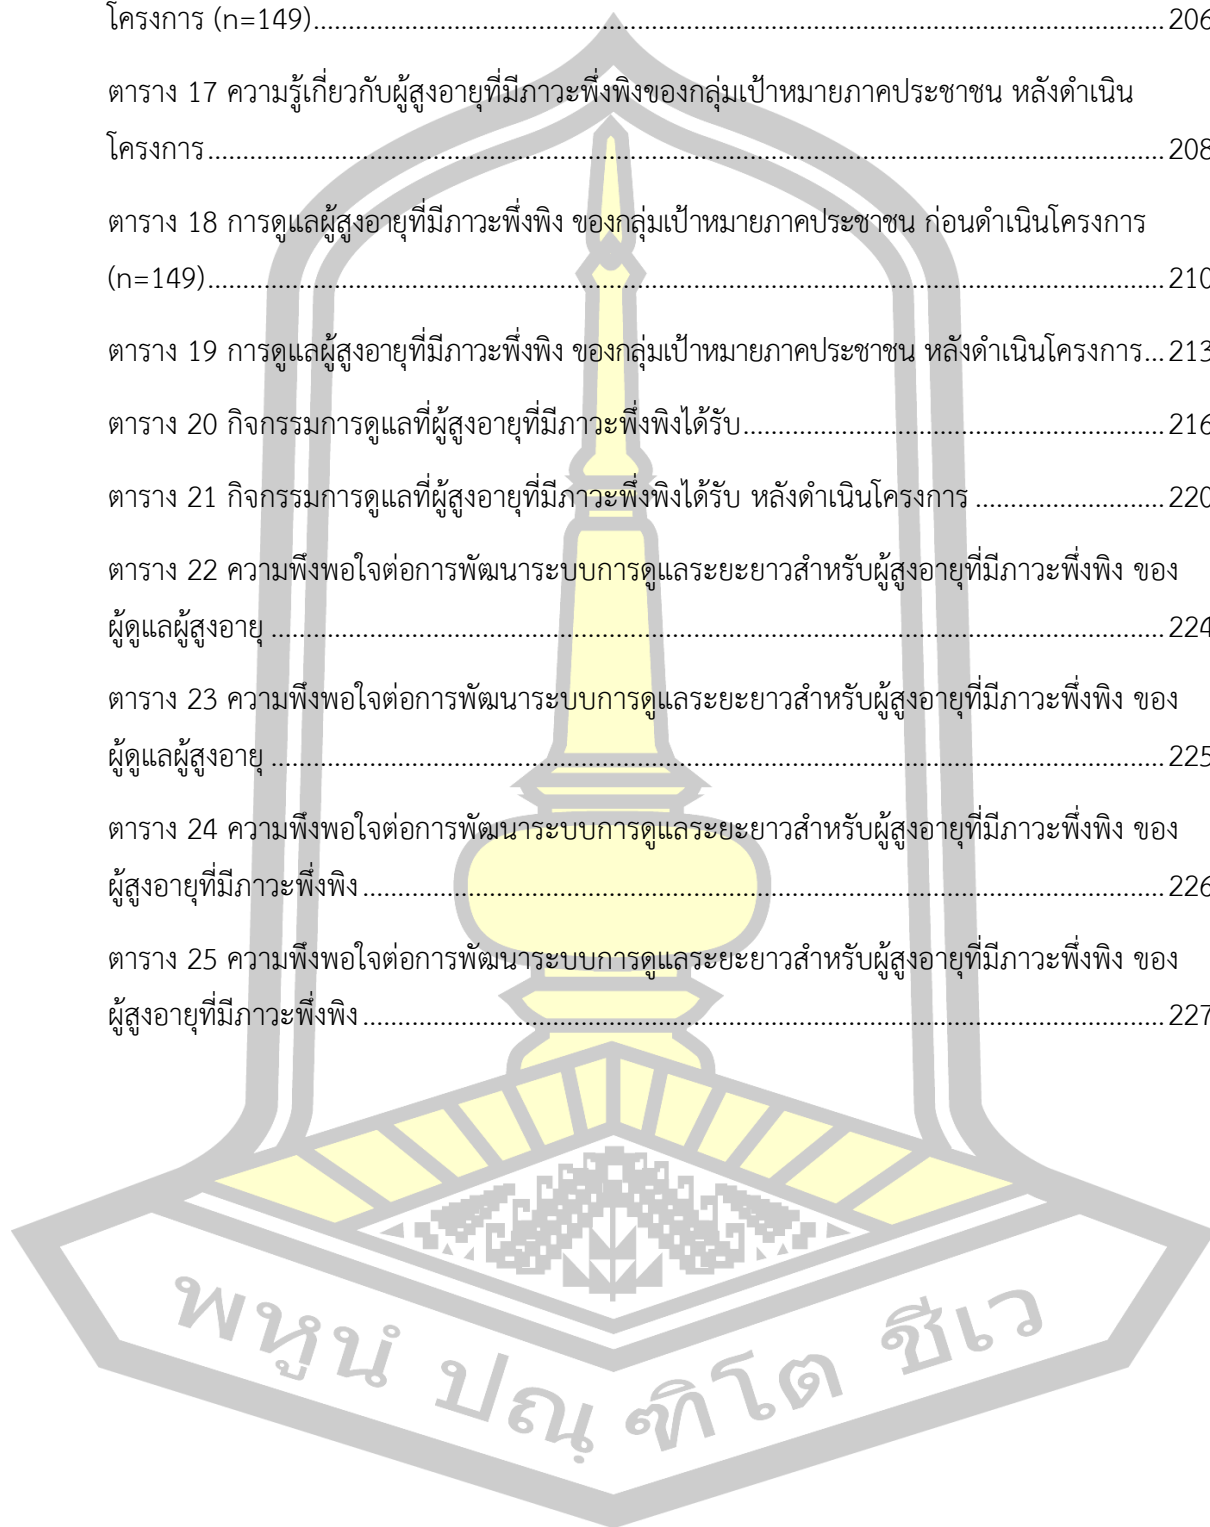 โครงการ (n=149)................................................................................................................206
ตาราง 17 ความรู้เกี่ยวกับผู้สูงอายุที่มีภาวะพึ่งพิงของกลุ่มเป้าหมายภาคประชาชน หลังดำเนิน
โครงการ................................................................................................................208
ตาราง 18 การดูแลผู้สูงอายุที่มีภาวะพึ่งพิง ของกลุ่มเป้าหมายภาคประชาชน ก่อนดำเนินโครงการ
(n=149)................................................................................................................210
ตาราง 19 การดูแลผู้สูงอายุที่มีภาวะพึ่งพิง ของกลุ่มเป้าหมายภาคประชาชน หลังดำเนินโครงการ...213
ตาราง 20 กิจกรรมการดูแลที่ผู้สูงอายุที่มีภาวะพึ่งพิงได้รับ............................................................216
ตาราง 21 กิจกรรมการดูแลที่ผู้สูงอายุที่มีภาวะพึ่งพิงได้รับ หลังดำเนินโครงการ ...........................220
ตาราง 22 ความพึงพอใจต่อการพัฒนาระบบการดูแลระยะยาวสำหรับผู้สูงอายุที่มีภาวะพึ่งพิง ของ
ผู้ดูแลผู้สูงอายุ ................................................................................................................224
ตาราง 23 ความพึงพอใจต่อการพัฒนาระบบการดูแลระยะยาวสำหรับผู้สูงอายุที่มีภาวะพึ่งพิง ของ
ผู้ดูแลผู้สูงอายุ ................................................................................................................225
ตาราง 24 ความพึงพอใจต่อการพัฒนาระบบการดูแลระยะยาวสำหรับผู้สูงอายุที่มีภาวะพึ่งพิง ของ
ผู้สูงอายุที่มีภาวะพึ่งพิง ....................................................................................................226
ตาราง 25 ความพึงพอใจต่อการพัฒนาระบบการดูแลระยะยาวสำหรับผู้สูงอายุที่มีภาวะพึ่งพิง ของ
ผู้สูงอายุที่มีภาวะพึ่งพิง ....................................................................................................227
พหูนํ ปณฺฑิโต ชีเว